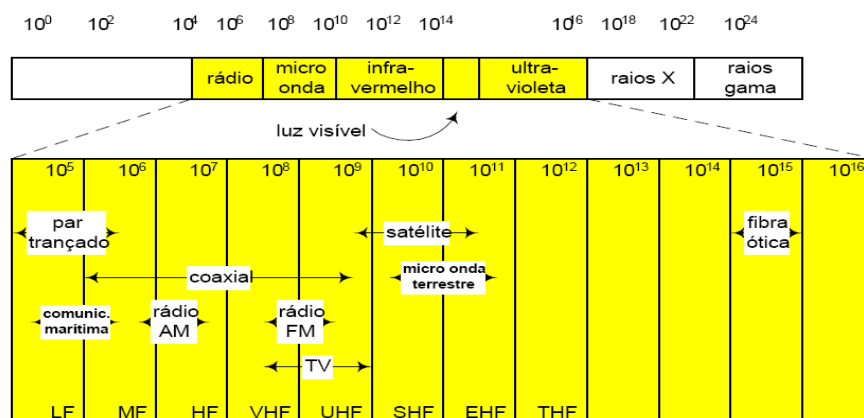 10⁰ 10² 10⁴ 10⁶ 10⁸ 10¹⁰ 10¹² 10¹⁴ 10¹⁶ 10¹⁸ 10²² 10²⁴
rádio
micro
onda
infra-
vermelho
ultra-
violeta
raios X
raios
gama
luz visível
10⁵ 10⁶ 10⁷ 10⁸ 10⁹ 10¹⁰ 10¹¹ 10¹² 10¹³ 10¹⁴ 10¹⁵ 10¹⁶
par
trançado
satélite
fibra
ótica
coaxial
micro onda
terrestre
comunic.
marítima
rádio
AM
rádio
FM
TV
LF MF HF VHF UHF SHF EHF THF